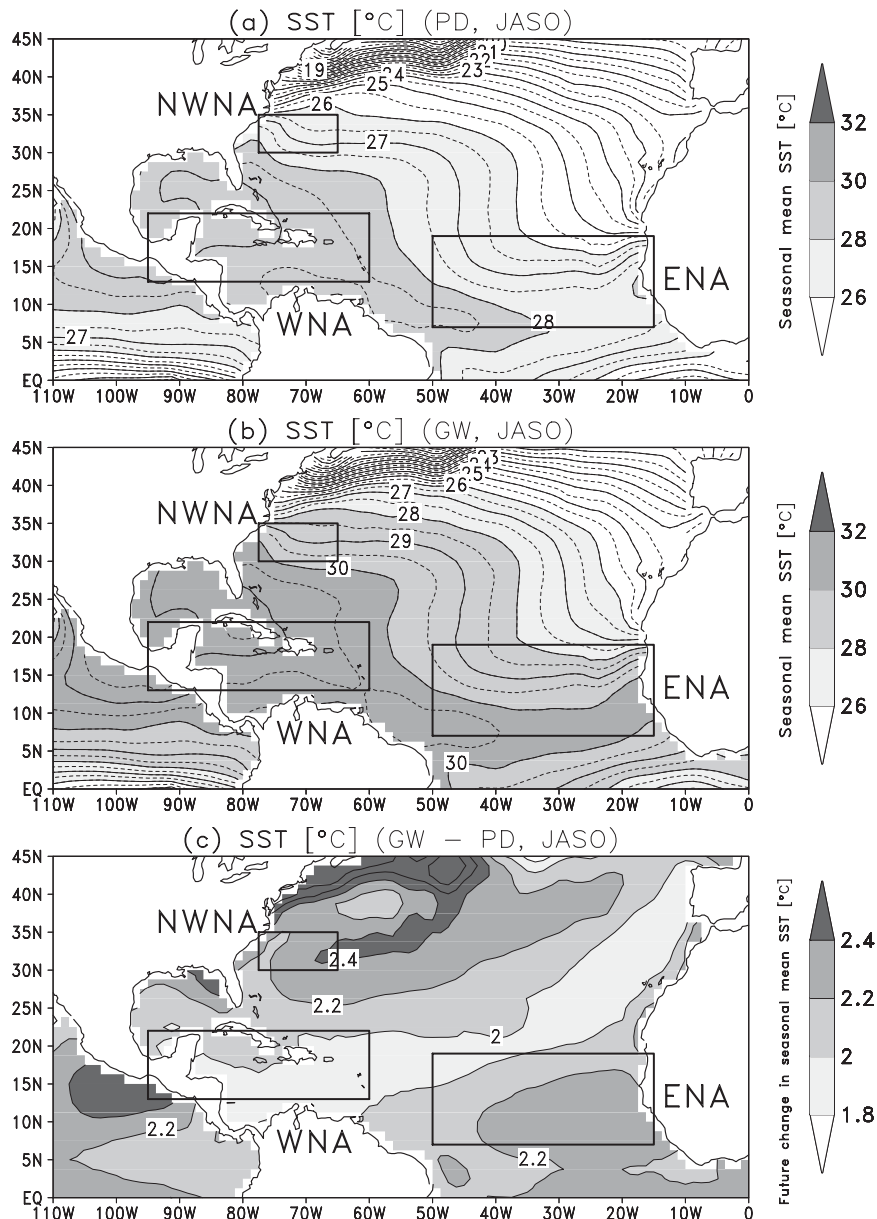 (a) SST [°C] (PD, JASO)
45N
40N
35N
30N
25N
20N
15N
10N
5N
EQ
19
24
25
26
27
21
22
23
27
28
NWNA
WNA
ENA
110W 100W 90W 80W 70W 60W 50W 40W 30W 20W 10W 0
Seasonal mean SST [°C]
32
30
28
26
(b) SST [°C] (GW, JASO)
45N
40N
35N
30N
25N
20N
15N
10N
5N
EQ
23
26
27
28
29
30
30
NWNA
WNA
ENA
110W 100W 90W 80W 70W 60W 50W 40W 30W 20W 10W 0
Seasonal mean SST [°C]
32
30
28
26
(c) SST [°C] (GW – PD, JASO)
45N
40N
35N
30N
25N
20N
15N
10N
5N
EQ
NWNA
2.4
2.2
2
2.2
2.2
WNA
ENA
110W 100W 90W 80W 70W 60W 50W 40W 30W 20W 10W 0
Future change in seasonal mean SST [°C]
2.4
2.2
2
1.8